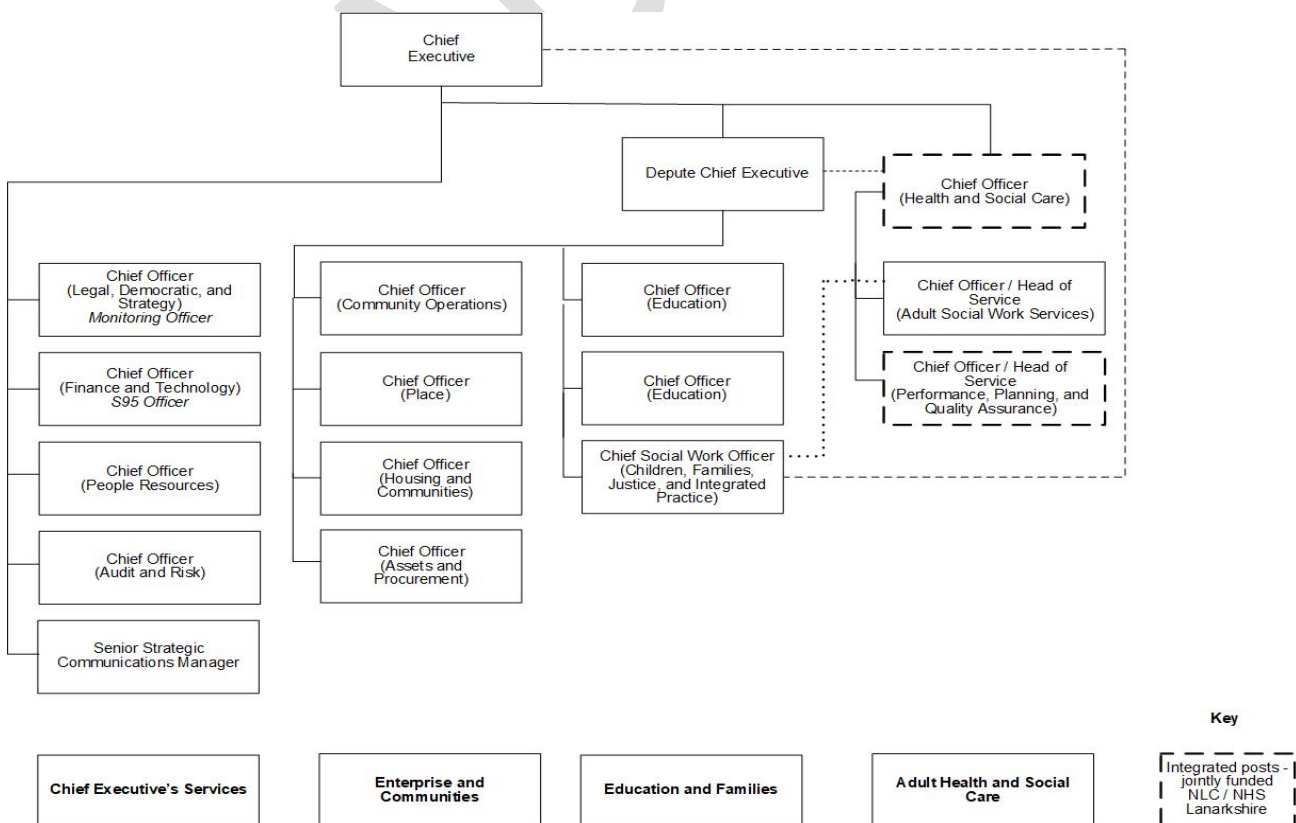 Chief
Executive
Depute Chief Executive
Chief Officer
(Health and Social Care)
Chief Officer
(Legal, Democratic, and
Strategy)
Monitoring Officer
Chief Officer
(Finance and Technology)
S95 Officer
Chief Officer
(People Resources)
Chief Officer
(Audit and Risk)
Senior Strategic
Communications Manager
Chief Officer
(Community Operations)
Chief Officer
(Place)
Chief Officer
(Housing and
Communities)
Chief Officer
(Assets and
Procurement)
Chief Officer
(Education)
Chief Officer
(Education)
Chief Social Work Officer
(Children, Families,
Justice, and Integrated
Practice)
Chief Officer / Head of
Service
(Adult Social Work Services)
Chief Officer / Head of
Service
(Performance, Planning, and
Quality Assurance)
Chief Executive's Services
Enterprise and
Communities
Education and Families
Adult Health and Social
Care
Key
Integrated posts -
jointly funded
NLC / NHS
Lanarkshire